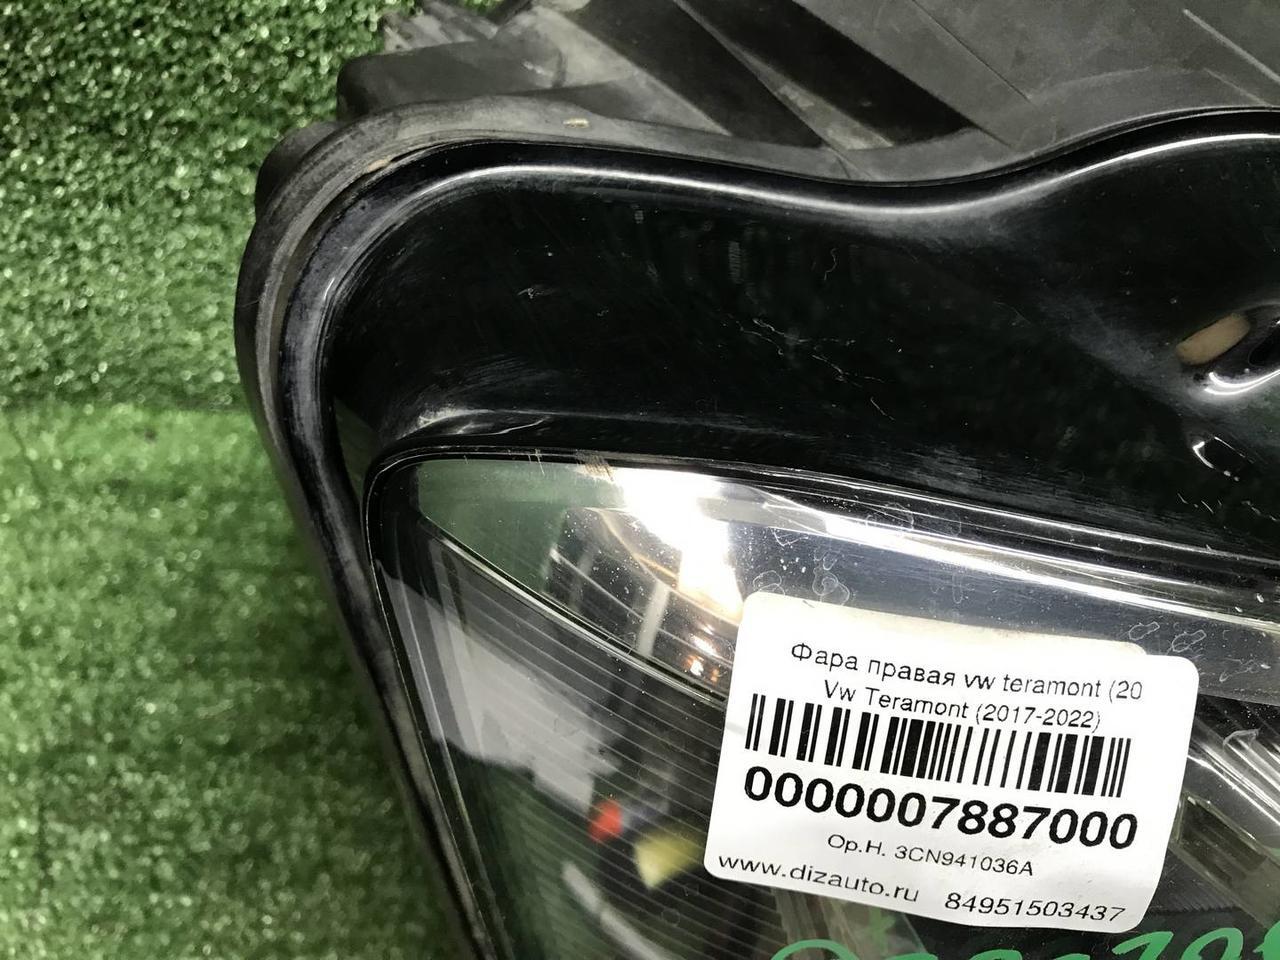 Фара правая vw teramont (20
Vw Teramont (2017-2022)
0000007887000
Ор.Н. 3CN941036A
www.dizauto.ru 84951503437